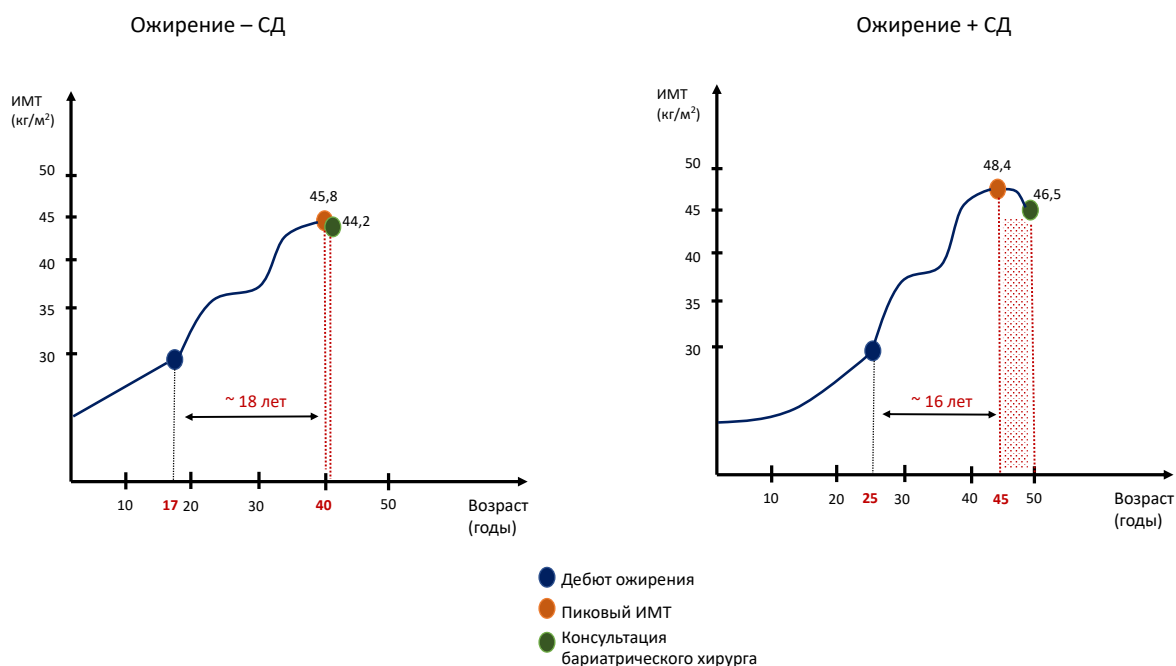 Ожирение – СД
ИМТ
(кг/м²)
50
45
40
35
30
45,8
44,2
~ 18 лет
10
17
20
30
40
50
Возраст
(годы)
Ожирение + СД
ИМТ
(кг/м²)
50
45
40
35
30
48,4
46,5
~ 16 лет
10
20
25
30
40
45
50
Возраст
(годы)
Дебют ожирения
Пиковый ИМТ
Консультация
бариатрического хирурга